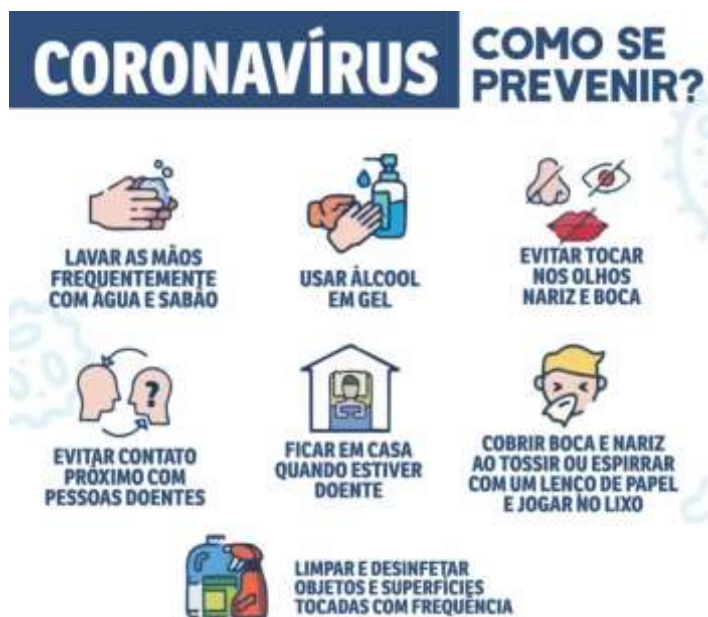 CORONAVÍRUS
COMO SE
PREVENIR?
LAVAR AS MÃOS
FREQUENTEMENTE
COM ÁGUA E SABÃO
USAR ÁLCOOL
EM GEL
EVITAR TOCAR
NOS OLHOS
NARIZ E BOCA
EVITAR CONTATO
PRÓXIMO COM
PESSOAS DOENTES
?
FICAR EM CASA
QUANDO ESTIVER
DOENTE
COBRIR BOCA E NARIZ
AO TOSSIR OU ESPIRRAR
COM UM LENCO DE PAPEL
E JOGAR NO LIXO
LIMPAR E DESINFETAR
OBJETOS E SUPERFÍCIES
TOCADAS COM FREQUÊNCIA